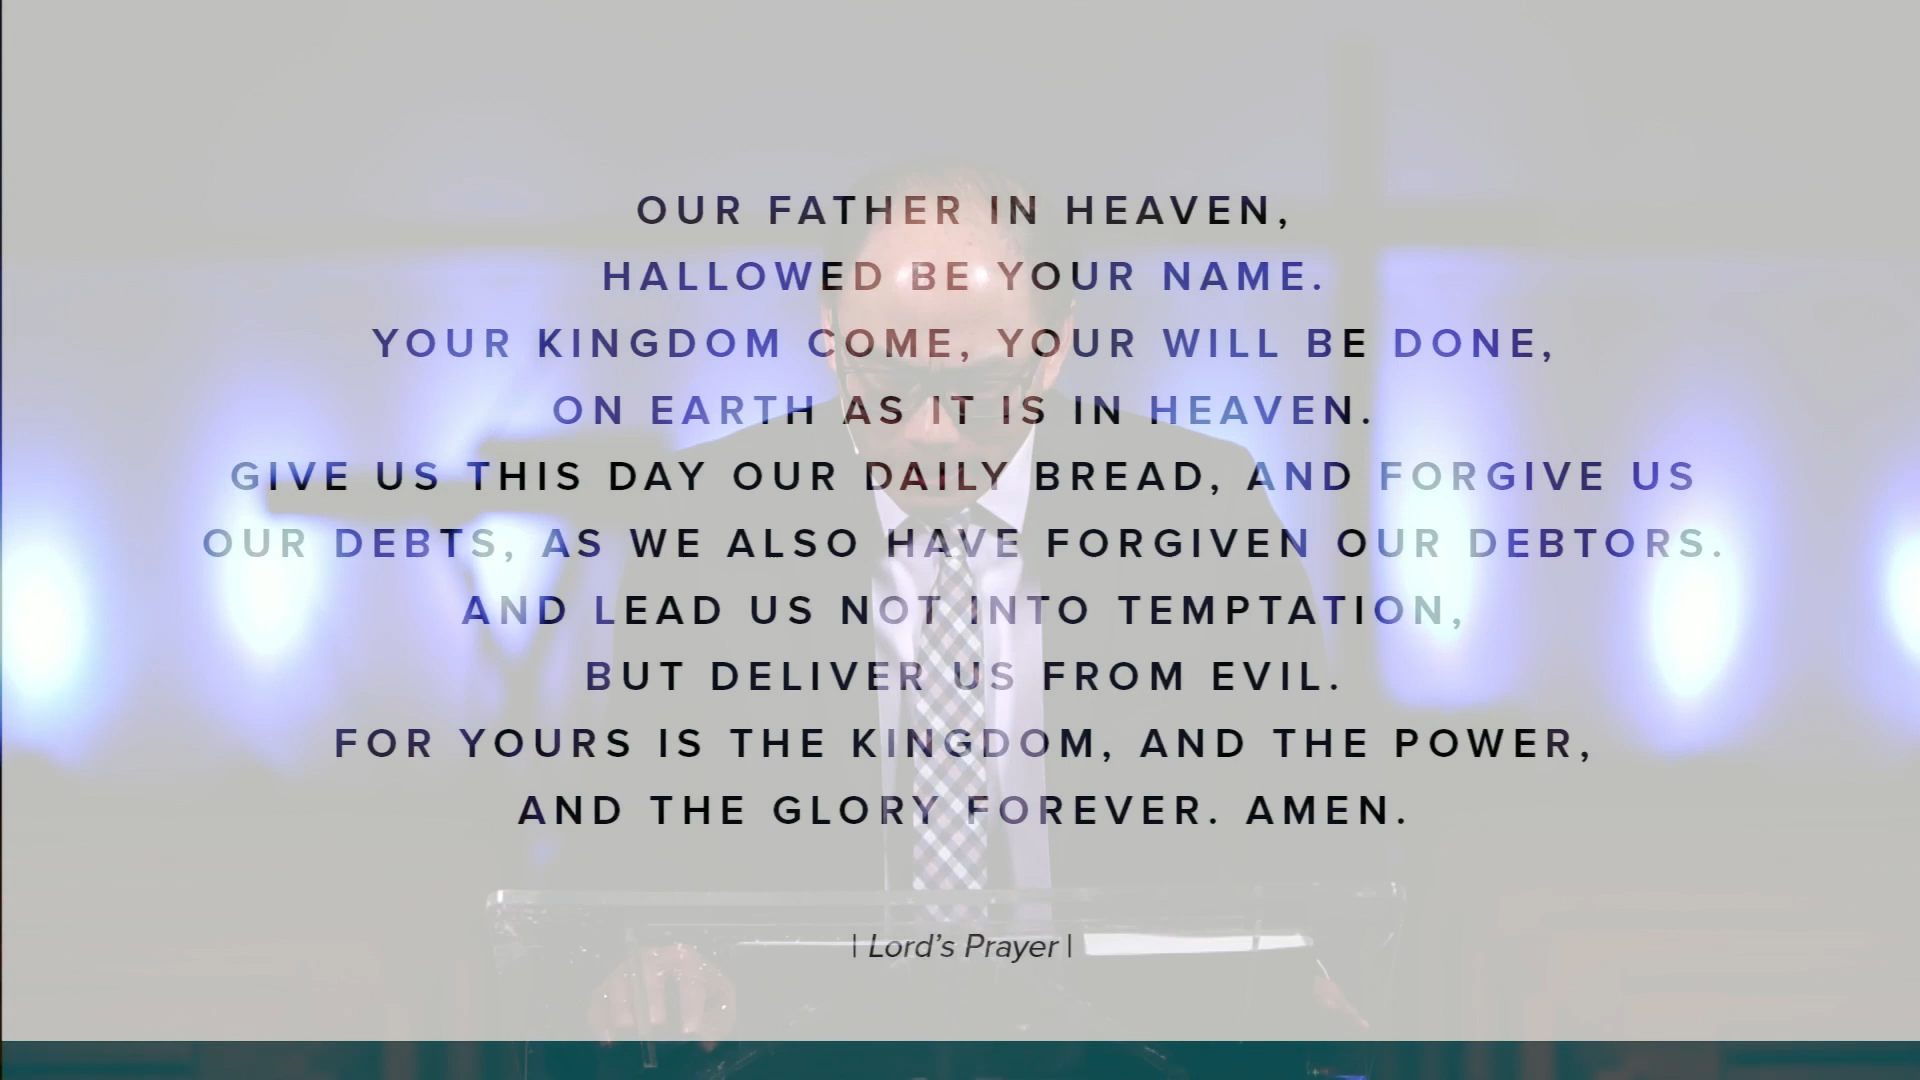 OUR FATHER IN HEAVEN,
HALLOWED BE YOUR NAME.
YOUR KINGDOM COME, YOUR WILL BE DONE,
ON EARTH AS IT IS IN HEAVEN.
GIVE US THIS DAY OUR DAILY BREAD, AND FORGIVE US
OUR DEBTS, AS WE ALSO HAVE FORGIVEN OUR DEBTORS.
AND LEAD US NOT INTO TEMPTATION,
BUT DELIVER US FROM EVIL.
FOR YOURS IS THE KINGDOM, AND THE POWER,
AND THE GLORY FOREVER. AMEN.
| Lord's Prayer |